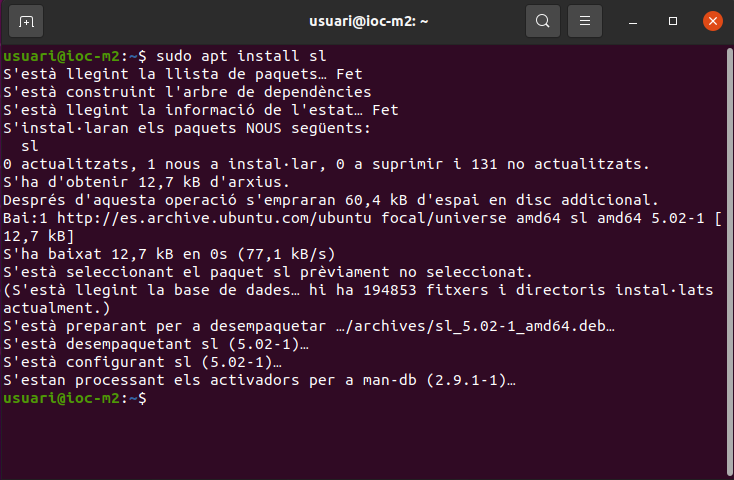 usuari@ioc-m2: ~
usuari@ioc-m2:~$ sudo apt install sl
S'està llegint la llista de paquets… Fet
S'està construint l'arbre de dependències
S'està llegint la informació de l'estat… Fet
S'instal·laran els paquets NOUS següents:
  sl
0 actualitzats, 1 nous a instal·lar, 0 a suprimir i 131 no actualitzats.
S'ha d'obtenir 12,7 kB d'arxius.
Després d'aquesta operació s'empraran 60,4 kB d'espai en disc addicional.
Bai:1 http://es.archive.ubuntu.com/ubuntu focal/universe amd64 sl amd64 5.02-1 [
12,7 kB]
S'ha baixat 12,7 kB en 0s (77,1 kB/s)
S'està seleccionant el paquet sl prèviament no seleccionat.
(S'està llegint la base de dades… hi ha 194853 fitxers i directoris instal·lats
actualment.)
S'està preparant per a desempaquetar …/archives/sl_5.02-1_amd64.deb…
S'està desempaquetant sl (5.02-1)…
S'està configurant sl (5.02-1)…
S'estan processant els activadors per a man-db (2.9.1-1)…
usuari@ioc-m2:~$